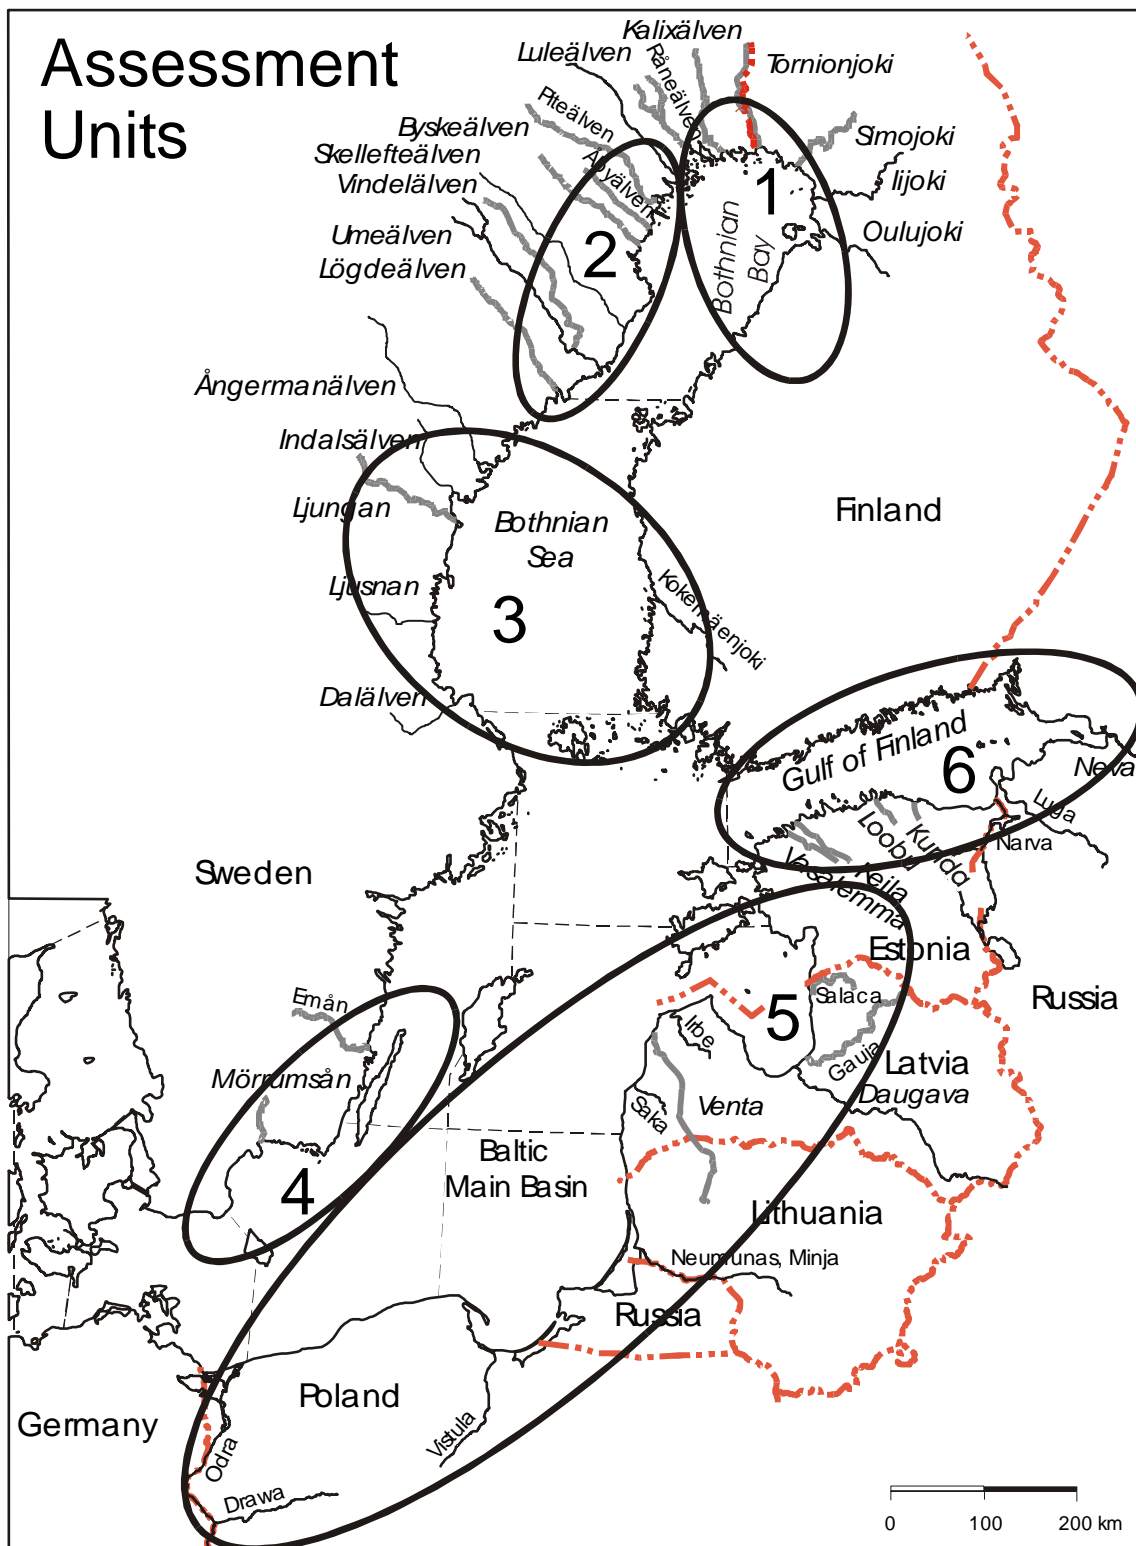 Assessment
Units
Kalixälven
Luleälven
Råneälven
Tornionjoki
Piteälven
Byskeälven
Åbyälven
Simojoki
Skellefteälven
Iijoki
Vindelälven
1
2
Bothnian
Bay
Umeälven
Oulujoki
Lögdeälven
Ångermanälven
Indalsälven
Ljungan
Bothnian
Sea
Finland
Ljusnan
3
Kokemäenjoki
Dalälven
Gulf of Finland
6
Neva
Luga
Loobu
Kunda
Narva
Keila
Vasalemma
Sweden
Estonia
Emån
5
Salaca
Russia
Irbe
Gauja
Latvia
Mörrumsån
Daugava
Saka
Venta
Baltic
Main Basin
4
Lithuania
Neumunas, Minja
Russia
Poland
Germany
Vistula
Odra
Drawa
0 100 200 km